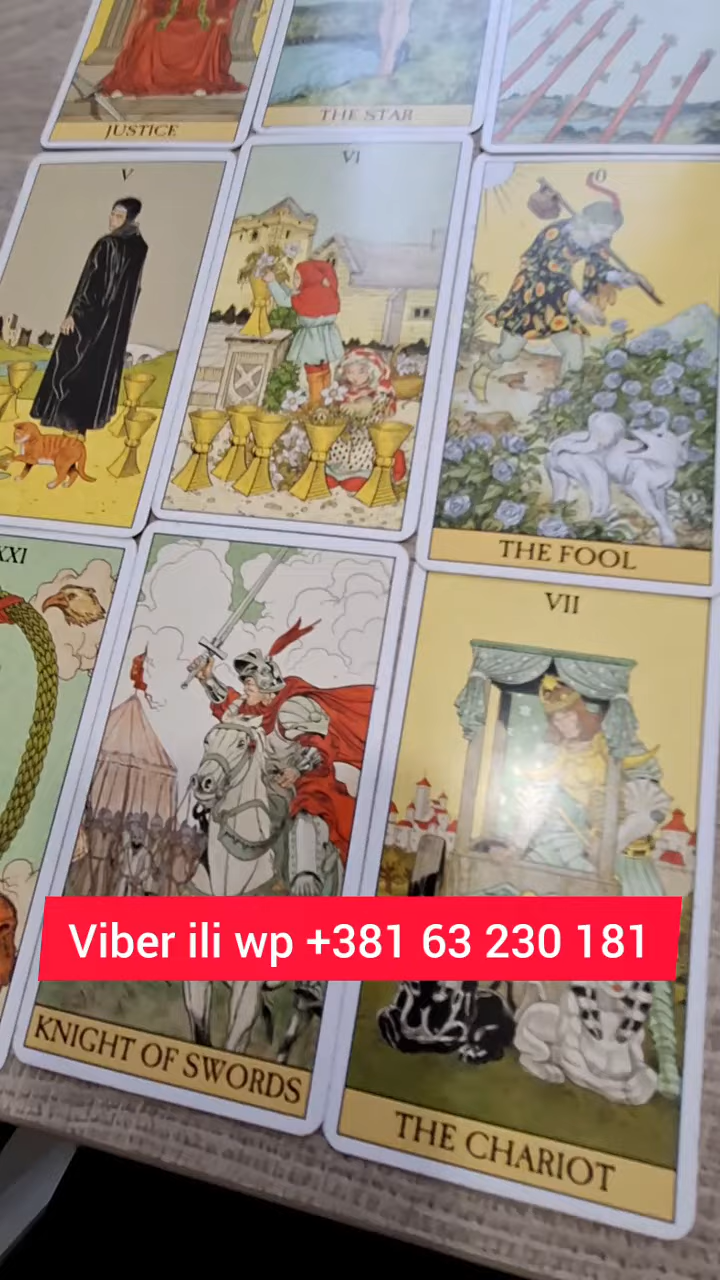 JUSTICE
THE STAR
V
VI
0
THE FOOL
XXI
VII
Viber ili wp +381 63 230 181
KNIGHT OF SWORDS
THE CHARIOT